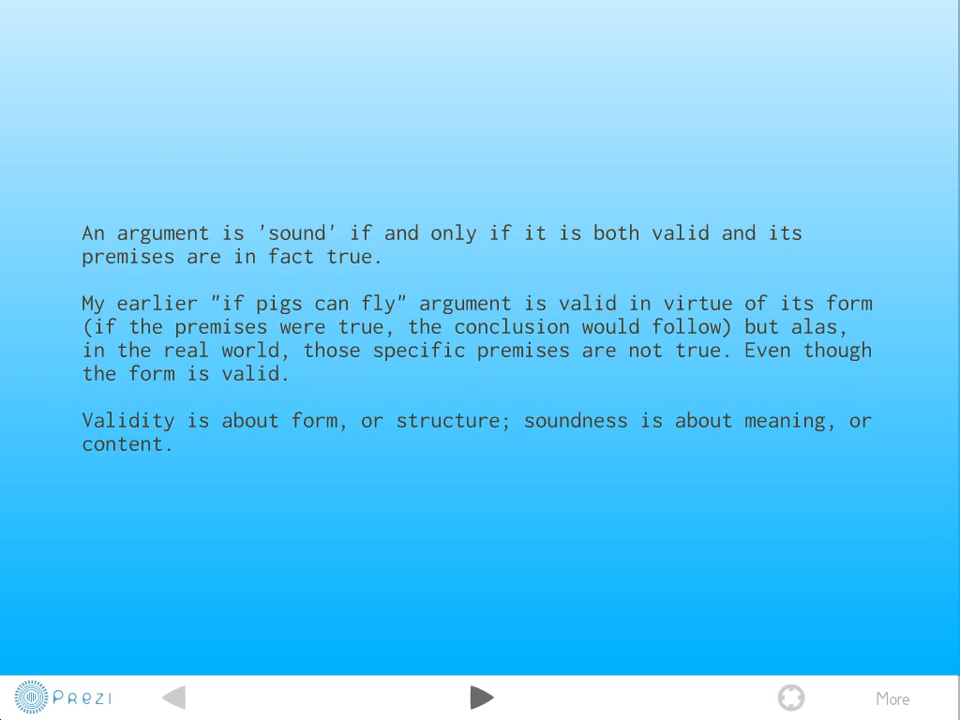 An argument is 'sound' if and only if it is both valid and its
premises are in fact true.
My earlier "if pigs can fly" argument is valid in virtue of its form
(if the premises were true, the conclusion would follow) but alas,
in the real world, those specific premises are not true. Even though
the form is valid.
Validity is about form, or structure; soundness is about meaning, or
content.
Prezi
More